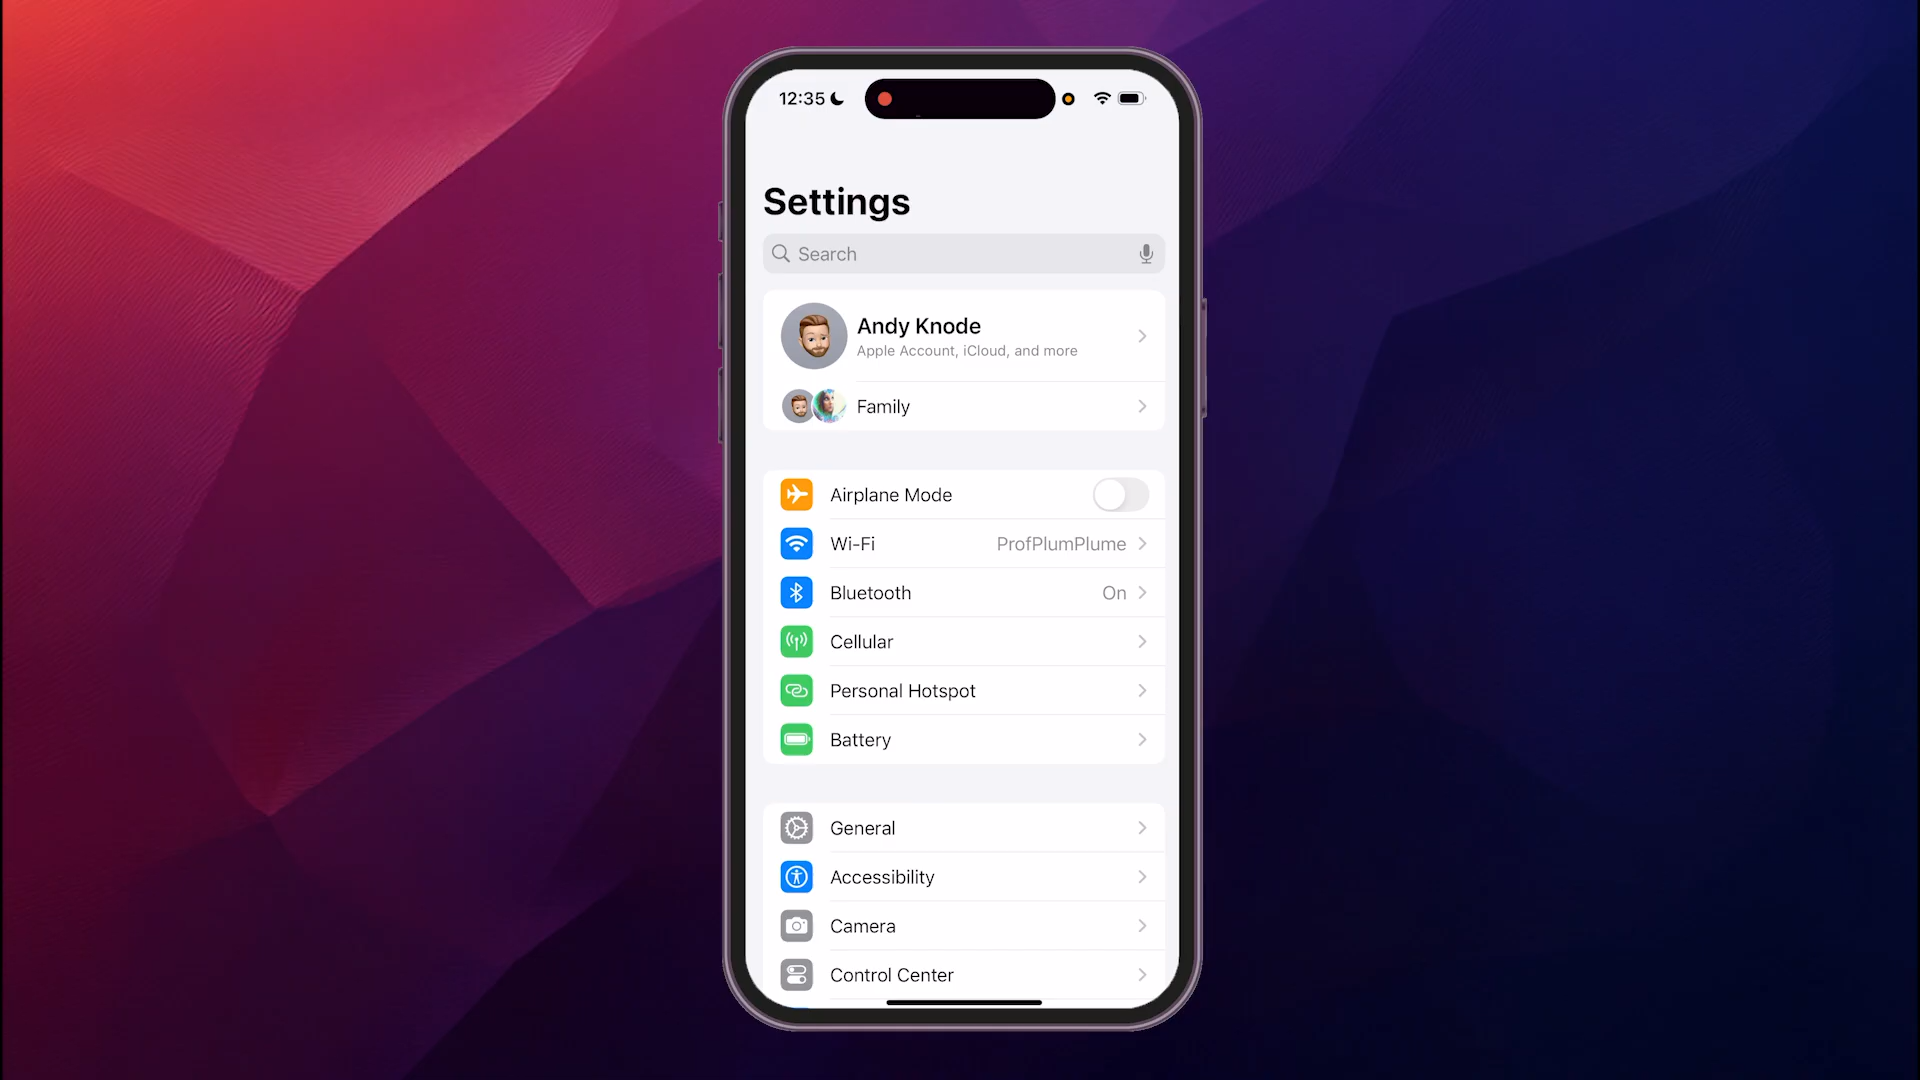 12:35
Settings
Search
Andy Knode
Apple Account, iCloud, and more
Family
Airplane Mode
Wi-Fi ProfPlumPlume
Bluetooth On
Cellular
Personal Hotspot
Battery
General
Accessibility
Camera
Control Center